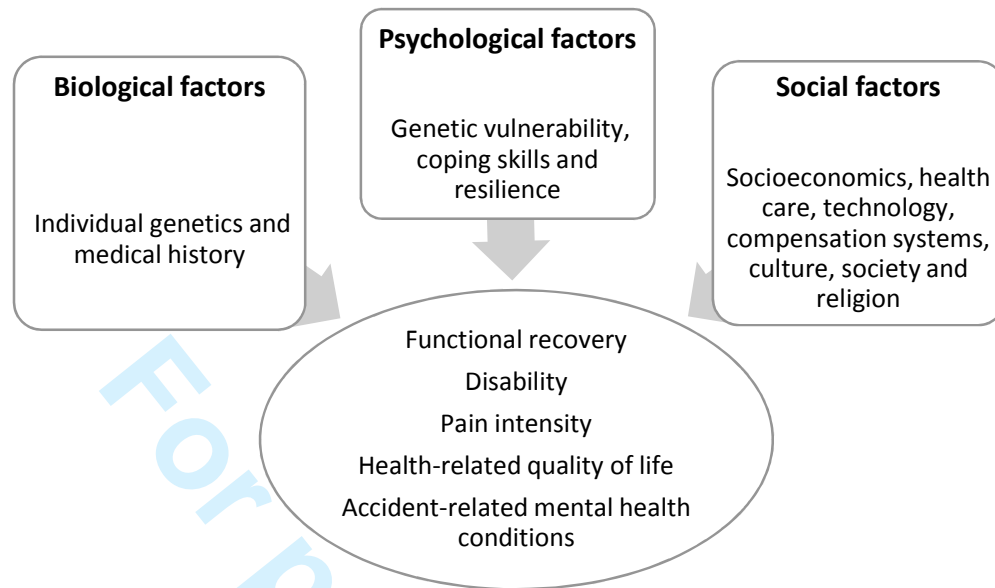 Biological factors
Individual genetics and
medical history
Psychological factors
Genetic vulnerability,
coping skills and
resilience
Social factors
Socioeconomics, health
care, technology,
compensation systems,
culture, society and
religion
Functional recovery
Disability
Pain intensity
Health-related quality of life
Accident-related mental health
conditions
For